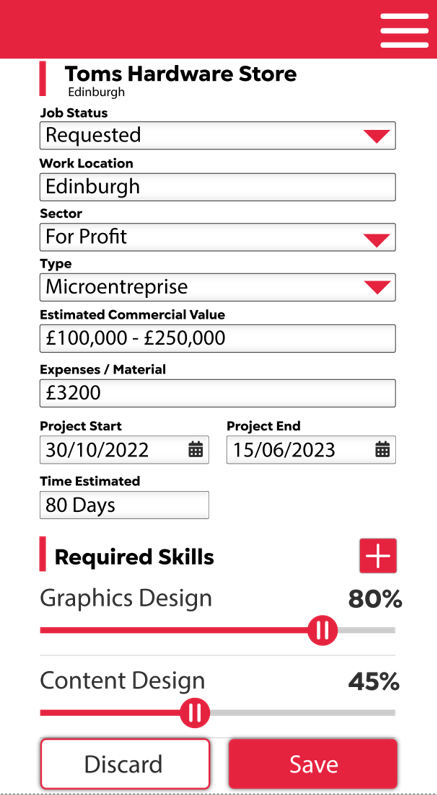 Toms Hardware Store
Edinburgh
Job Status
Requested
Work Location
Edinburgh
Sector
For Profit
Type
Microentreprise
Estimated Commercial Value
£100,000 - £250,000
Expenses / Material
£3200
Project Start Project End
30/10/2022 15/06/2023
Time Estimated
80 Days
Required Skills
Graphics Design 80%
Content Design 45%
Discard Save